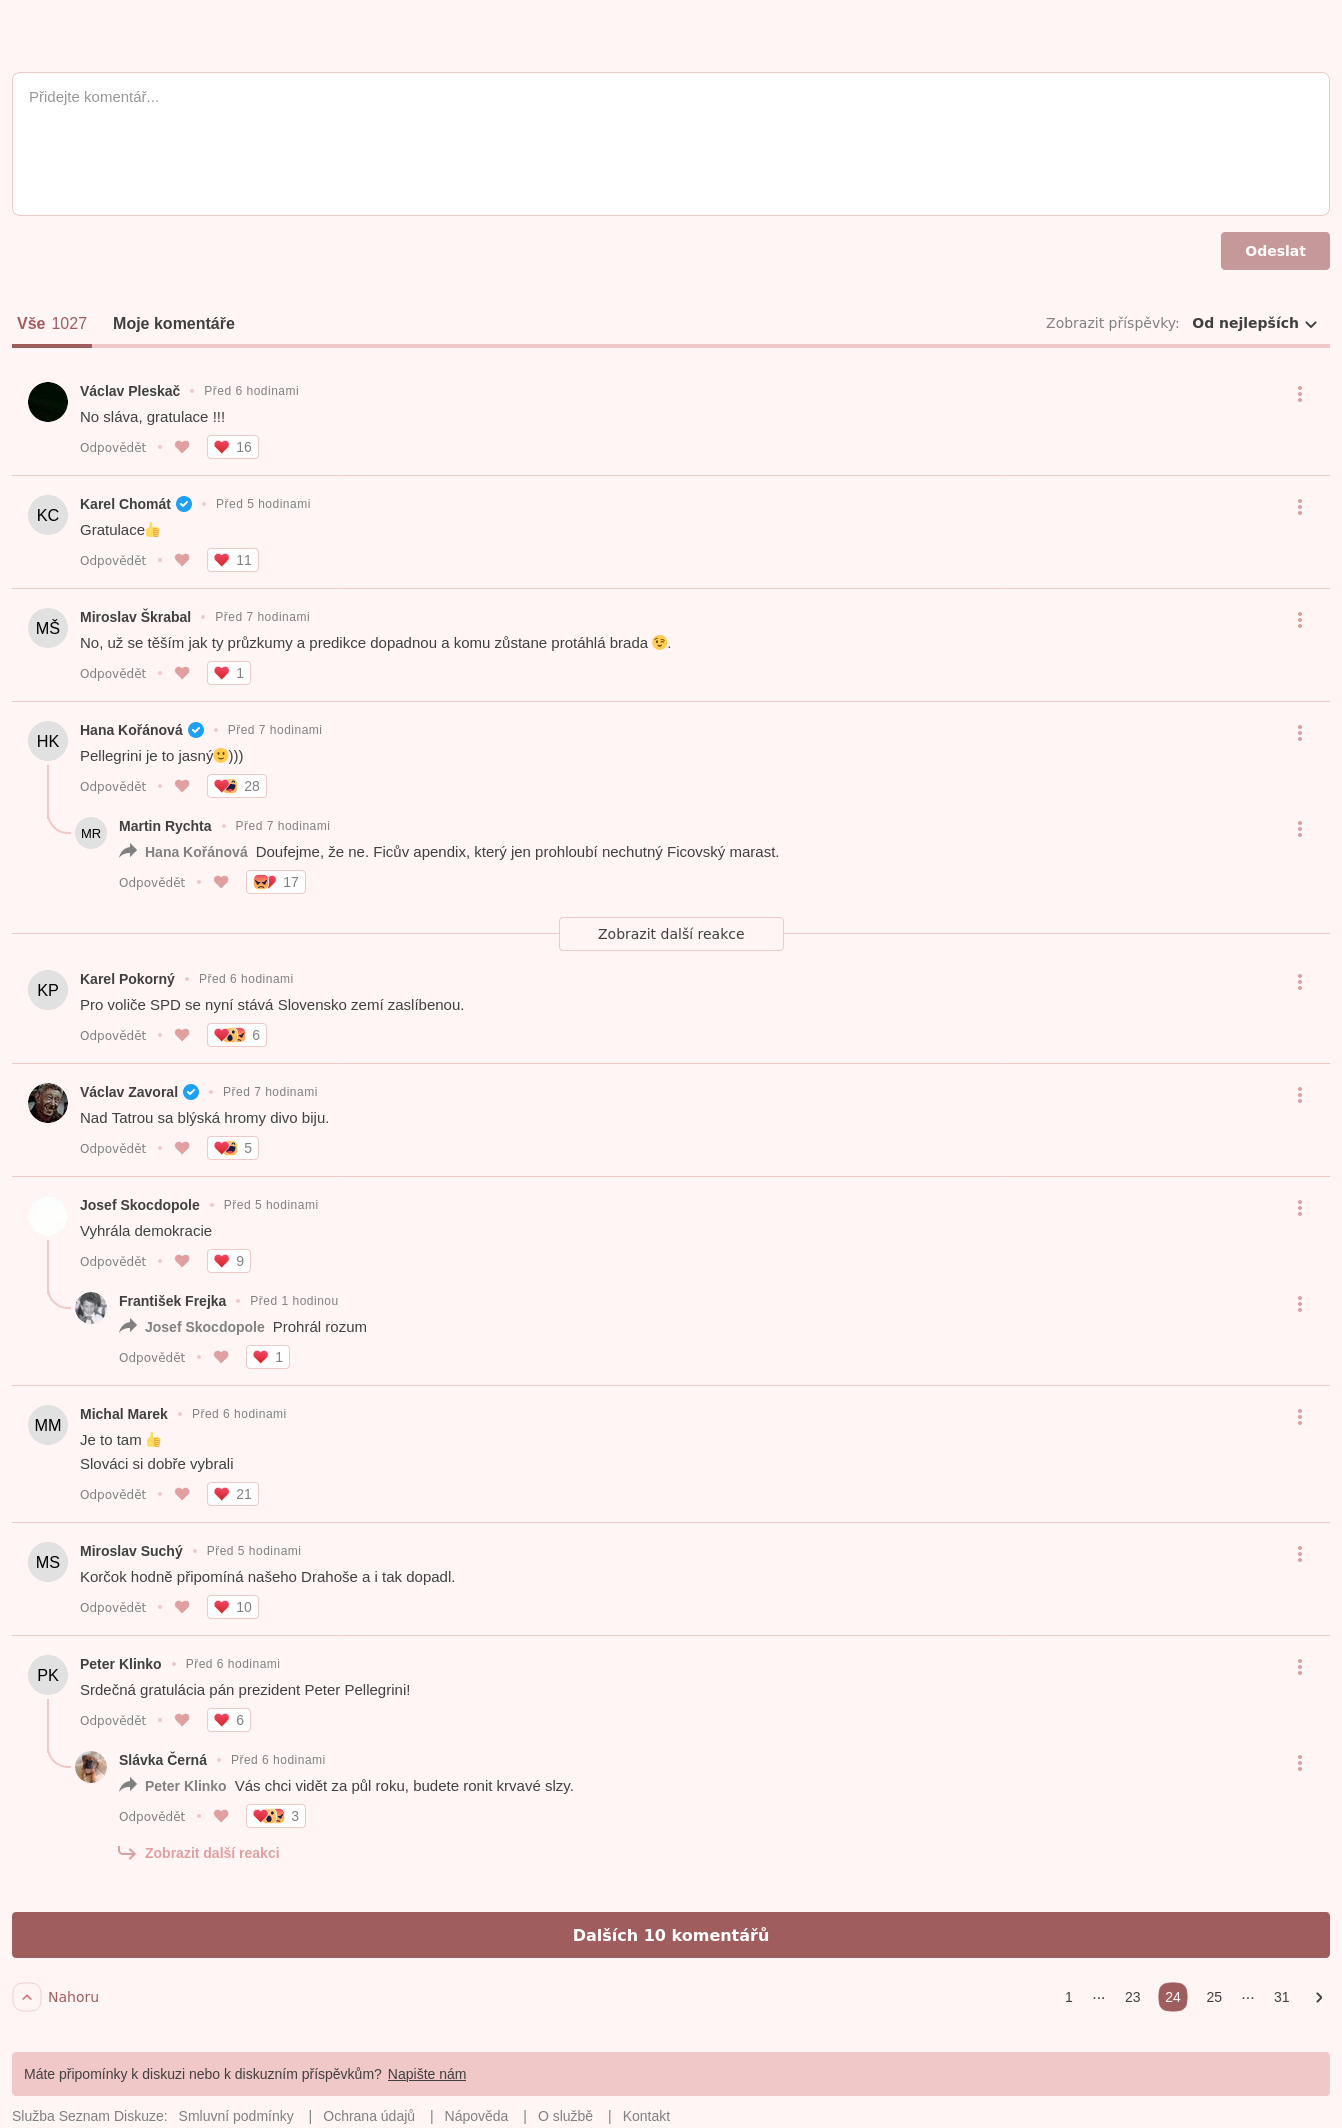 Přidejte komentář...
Odeslat
Vše 1027 Moje komentáře Zobrazit příspěvky: Od nejlepších
Václav Pleskač • Před 6 hodinami
No sláva, gratulace !!!
Odpovědět • 16
KC Karel Chomát • Před 5 hodinami
Gratulace👍
Odpovědět • 11
MŠ Miroslav Škrabal • Před 7 hodinami
No, už se těším jak ty průzkumy a predikce dopadnou a komu zůstane protáhlá brada 😉.
Odpovědět • 1
HK Hana Kořánová • Před 7 hodinami
Pellegrini je to jasný🙂)))
Odpovědět • 28
MR Martin Rychta • Před 7 hodinami
Hana Kořánová Doufejme, že ne. Ficův apendix, který jen prohloubí nechutný Ficovský marast.
Odpovědět • 17
Zobrazit další reakce
KP Karel Pokorný • Před 6 hodinami
Pro voliče SPD se nyní stává Slovensko zemí zaslíbenou.
Odpovědět • 6
Václav Zavoral • Před 7 hodinami
Nad Tatrou sa blýská hromy divo biju.
Odpovědět • 5
Josef Skocdopole • Před 5 hodinami
Vyhrála demokracie
Odpovědět • 9
František Frejka • Před 1 hodinou
Josef Skocdopole Prohrál rozum
Odpovědět • 1
MM Michal Marek • Před 6 hodinami
Je to tam 👍
Slováci si dobře vybrali
Odpovědět • 21
MS Miroslav Suchý • Před 5 hodinami
Korčok hodně připomíná našeho Drahoše a i tak dopadl.
Odpovědět • 10
PK Peter Klinko • Před 6 hodinami
Srdečná gratulácia pán prezident Peter Pellegrini!
Odpovědět • 6
Slávka Černá • Před 6 hodinami
Peter Klinko Vás chci vidět za půl roku, budete ronit krvavé slzy.
Odpovědět • 3
Zobrazit další reakci
Dalších 10 komentářů
Nahoru 1 ··· 23 24 25 ··· 31
Máte připomínky k diskuzi nebo k diskuzním příspěvkům? Napište nám
Služba Seznam Diskuze: Smluvní podmínky | Ochrana údajů | Nápověda | O službě | Kontakt